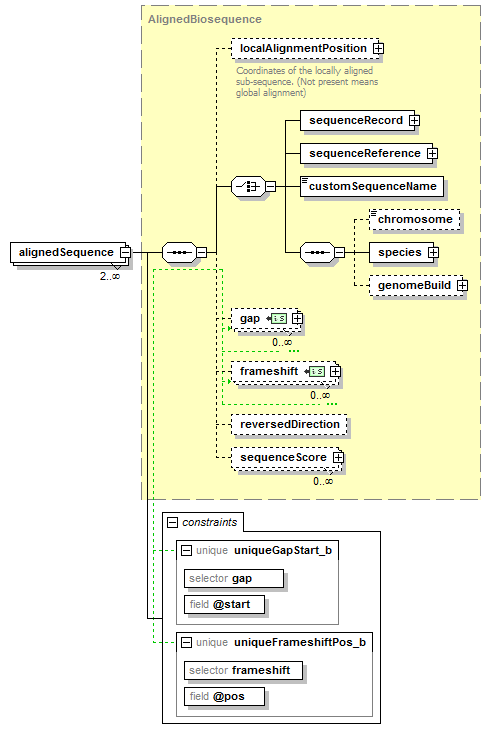 AlignedBiosequence
localAlignmentPosition
Coordinates of the locally aligned
sub-sequence. (Not present means
global alignment)
sequenceRecord
sequenceReference
customSequenceName
chromosome
alignedSequence
species
2..∞
genomeBuild
gap
0..∞
frameshift
0..∞
reversedDirection
sequenceScore
0..∞
constraints
unique uniqueGapStart_b
selector gap
field @start
unique uniqueFrameshiftPos_b
selector frameshift
field @pos